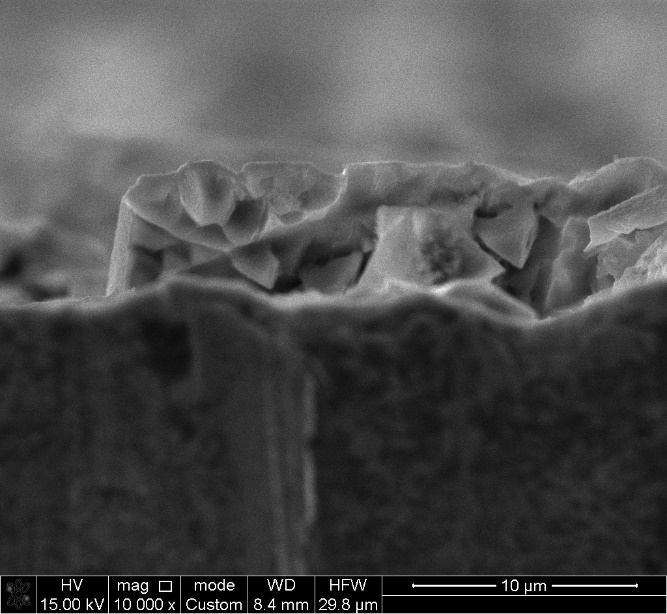 HV mag □ mode WD HFW
15.00 kV 10 000 x Custom 8.4 mm 29.8 µm
10 µm